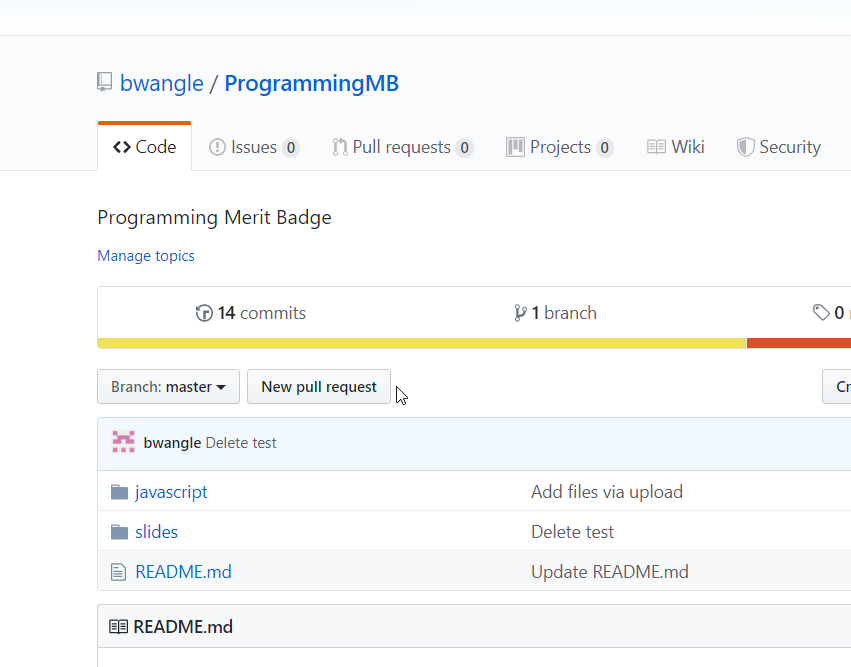 bwangle / ProgrammingMB
Code Issues 0 Pull requests 0 Projects 0 Wiki Security
Programming Merit Badge
Manage topics
14 commits 1 branch 0
Branch: master New pull request Cr
bwangle Delete test
javascript Add files via upload
slides Delete test
README.md Update README.md
README.md